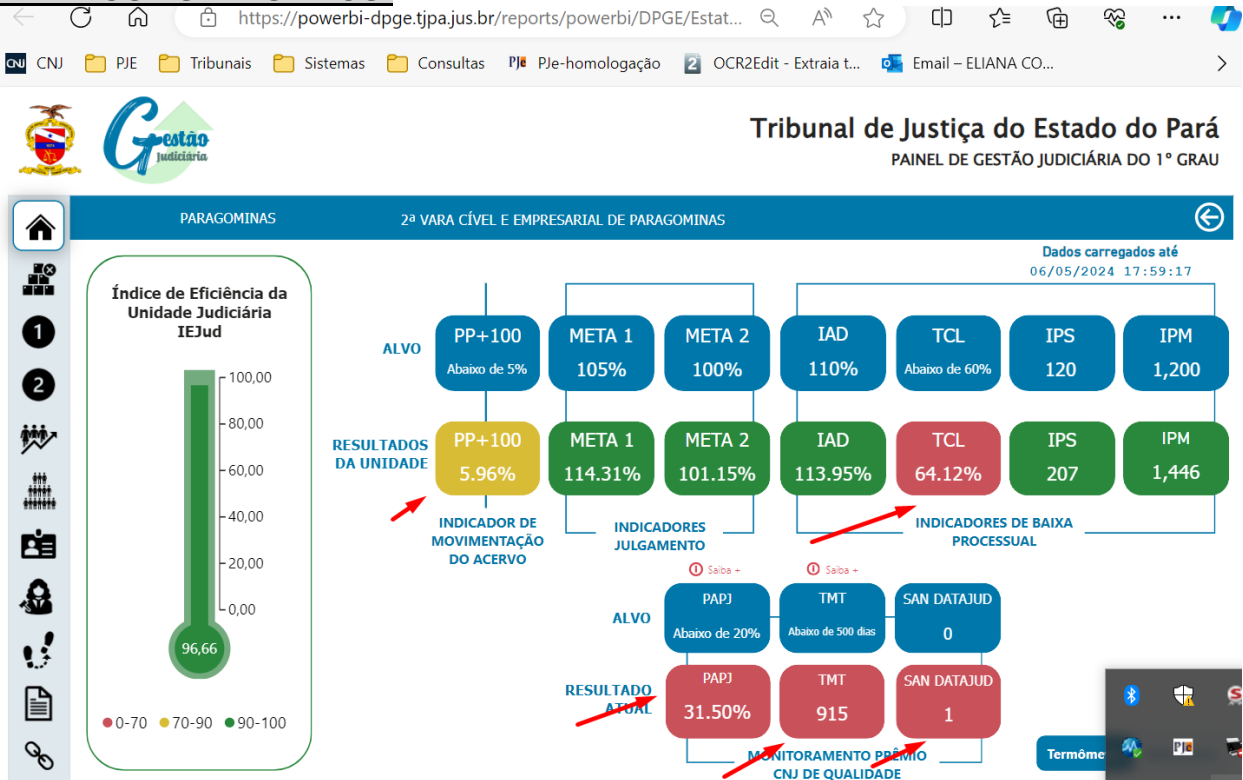 https://powerbi-dpge.tjpa.jus.br/reports/powerbi/DPGE/Estat...
CNJ PJE Tribunais Sistemas Consultas PJe PJe-homologação 2 OCR2Edit - Extraia t... Email – ELIANA CO...
Gestão
Judiciária
Tribunal de Justiça do Estado do Pará
PAINEL DE GESTÃO JUDICIÁRIA DO 1º GRAU
PARAGOMINAS 2ª VARA CÍVEL E EMPRESARIAL DE PARAGOMINAS
Dados carregados até
06/05/2024 17:59:17
Índice de Eficiência da
Unidade Judiciária
IEJud
100,00
80,00
60,00
40,00
20,00
0,00
96,66
0-70 70-90 90-100
1
2
ALVO
PP+100 META 1 META 2 IAD TCL IPS IPM
Abaixo de 5% 105% 100% 110% Abaixo de 60% 120 1,200
RESULTADOS
DA UNIDADE
PP+100 META 1 META 2 IAD TCL IPS IPM
5.96% 114.31% 101.15% 113.95% 64.12% 207 1,446
INDICADOR DE
MOVIMENTAÇÃO
DO ACERVO
INDICADORES
JULGAMENTO
INDICADORES DE BAIXA
PROCESSUAL
Saiba + Saiba +
ALVO
PAPJ TMT SAN DATAJUD
Abaixo de 20% Abaixo de 500 dias 0
RESULTADO
ATUAL
PAPJ TMT SAN DATAJUD
31.50% 915 1
MONITORAMENTO PRÊMIO
CNJ DE QUALIDADE
Termôme
PJe